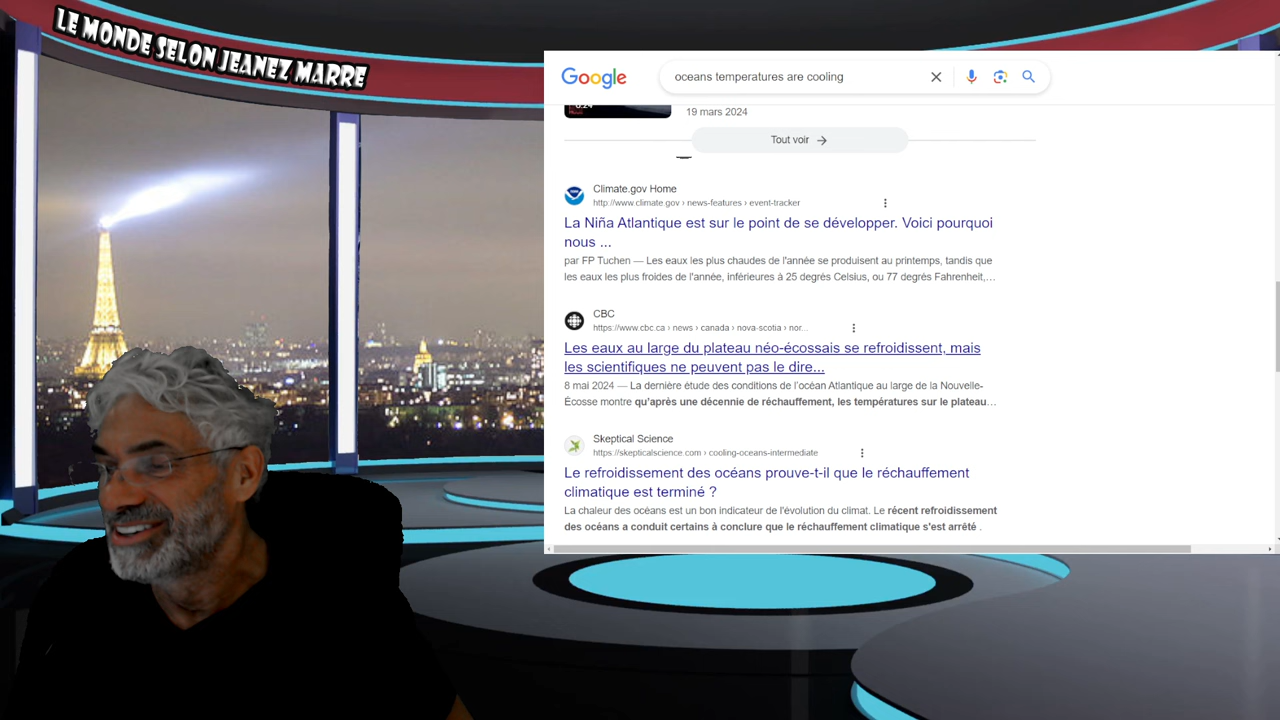 LE MONDE SELON JEANEZ MARRE
Google
oceans temperatures are cooling
19 mars 2024
Tout voir
Climate.gov Home
http://www.climate.gov › news-features › event-tracker
La Niña Atlantique est sur le point de se développer. Voici pourquoi
nous ...
par FP Tuchen — Les eaux les plus chaudes de l'année se produisent au printemps, tandis que
les eaux les plus froides de l'année, inférieures à 25 degrés Celsius, ou 77 degrés Fahrenheit,...
CBC
https://www.cbc.ca › news › canada › nova-scotia › nor...
Les eaux au large du plateau néo-écossais se refroidissent, mais
les scientifiques ne peuvent pas le dire...
8 mai 2024 — La dernière étude des conditions de l'océan Atlantique au large de la Nouvelle-
Écosse montre qu'après une décennie de réchauffement, les températures sur le plateau...
Skeptical Science
https://skepticalscience.com › cooling-oceans-intermediate
Le refroidissement des océans prouve-t-il que le réchauffement
climatique est terminé ?
La chaleur des océans est un bon indicateur de l'évolution du climat. Le récent refroidissement
des océans a conduit certains à conclure que le réchauffement climatique s'est arrêté .